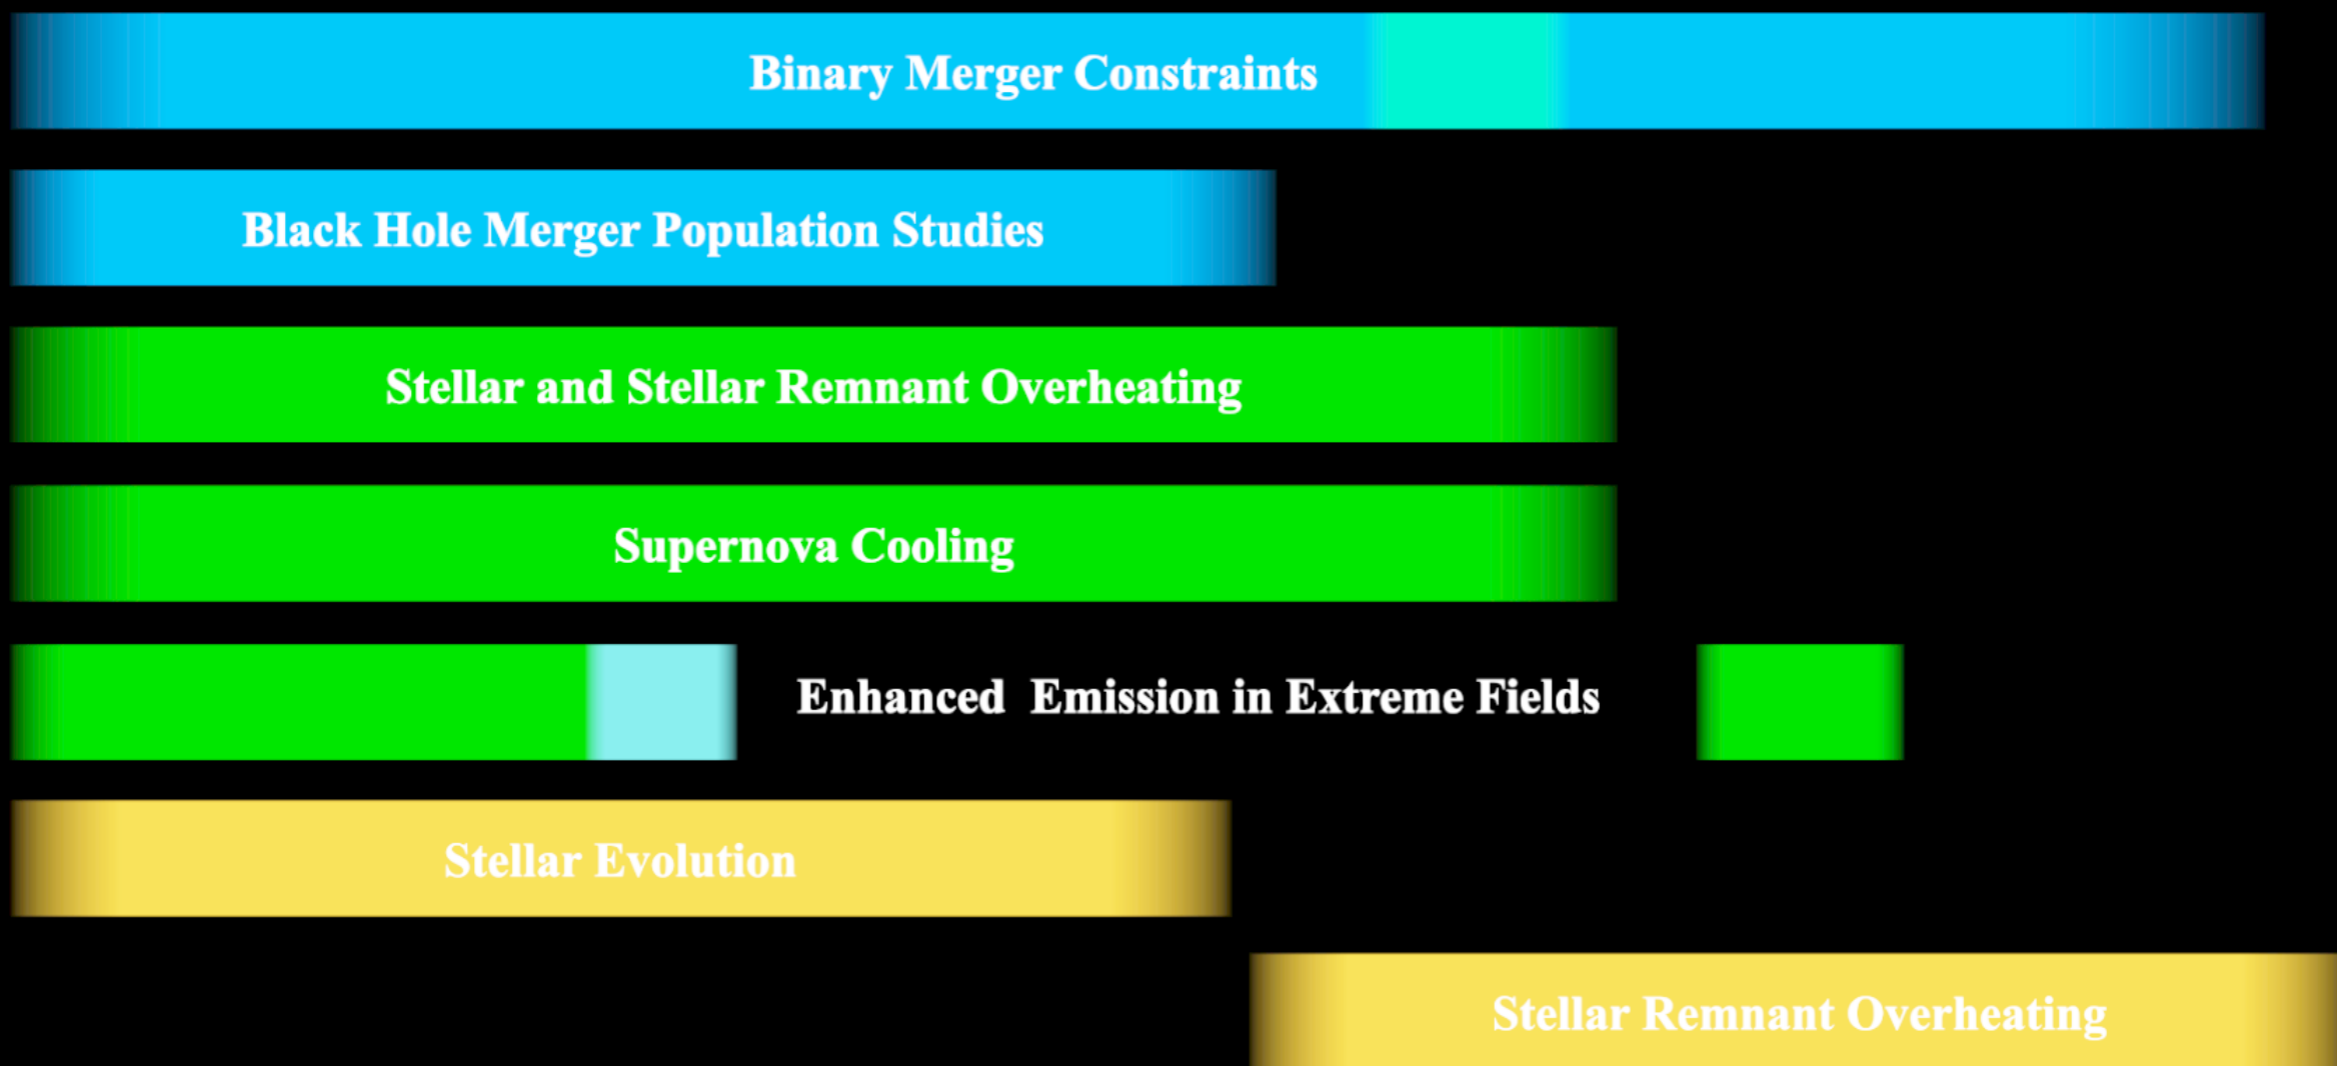 Binary Merger Constraints
Black Hole Merger Population Studies
Stellar and Stellar Remnant Overheating
Supernova Cooling
Enhanced  Emission in Extreme Fields
Stellar Evolution
Stellar Remnant Overheating